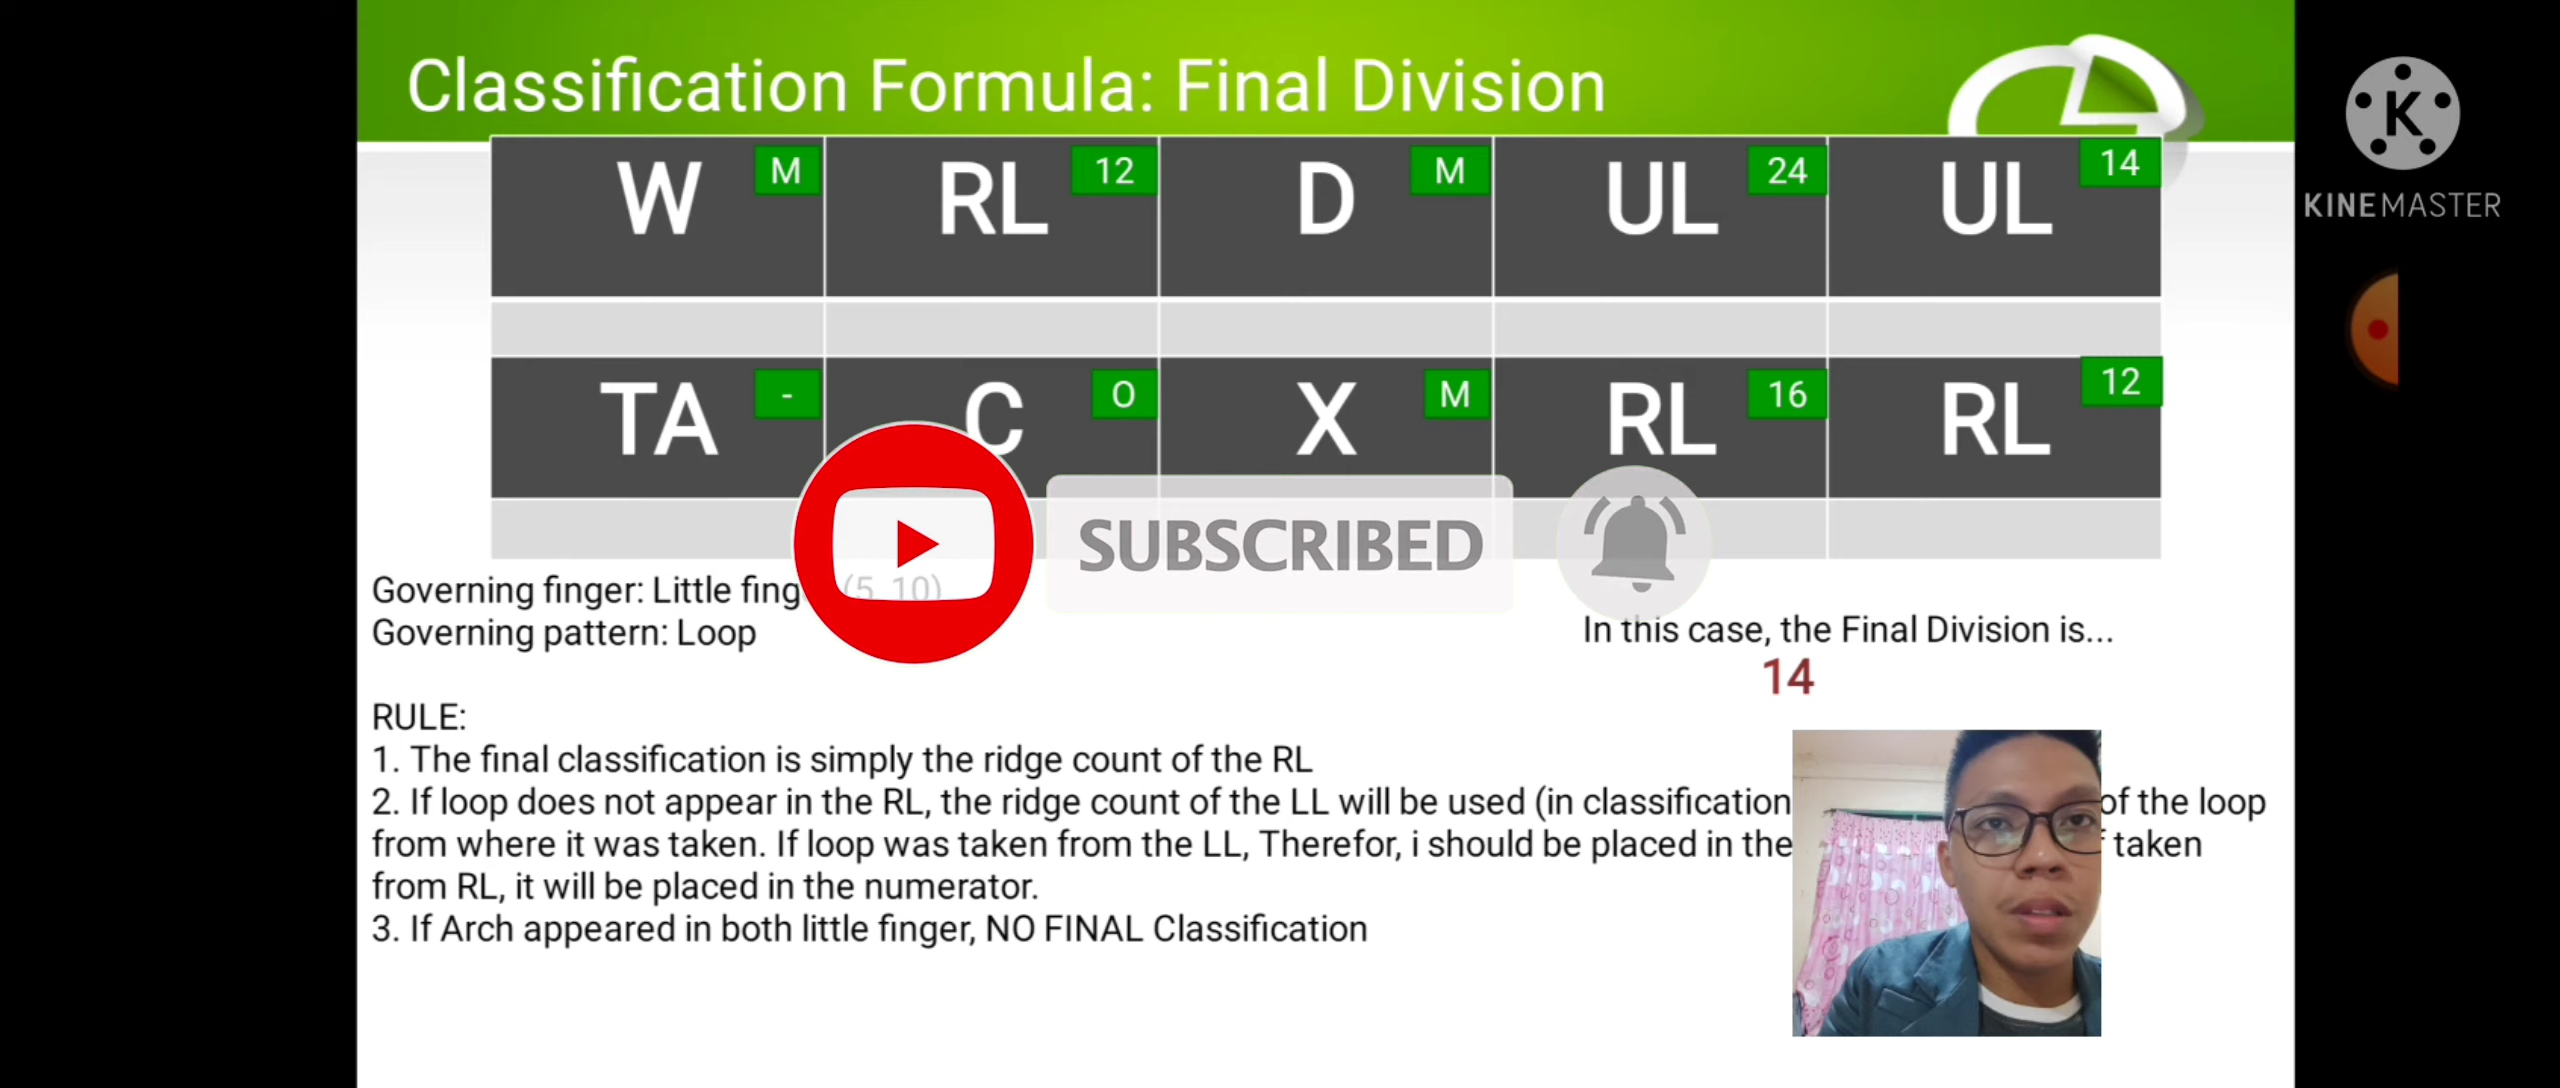 Classification Formula: Final Division
K
KINEMASTER
W M RL 12 D M UL 24 UL 14
TA - C O X M RL 16 RL 12
SUBSCRIBED
Governing finger: Little fing (5, 10)
Governing pattern: Loop
In this case, the Final Division is...
14
RULE:
1. The final classification is simply the ridge count of the RL
2. If loop does not appear in the RL, the ridge count of the LL will be used (in classification of the loop
from where it was taken. If loop was taken from the LL, Therefor, i should be placed in the taken
from RL, it will be placed in the numerator.
3. If Arch appeared in both little finger, NO FINAL Classification